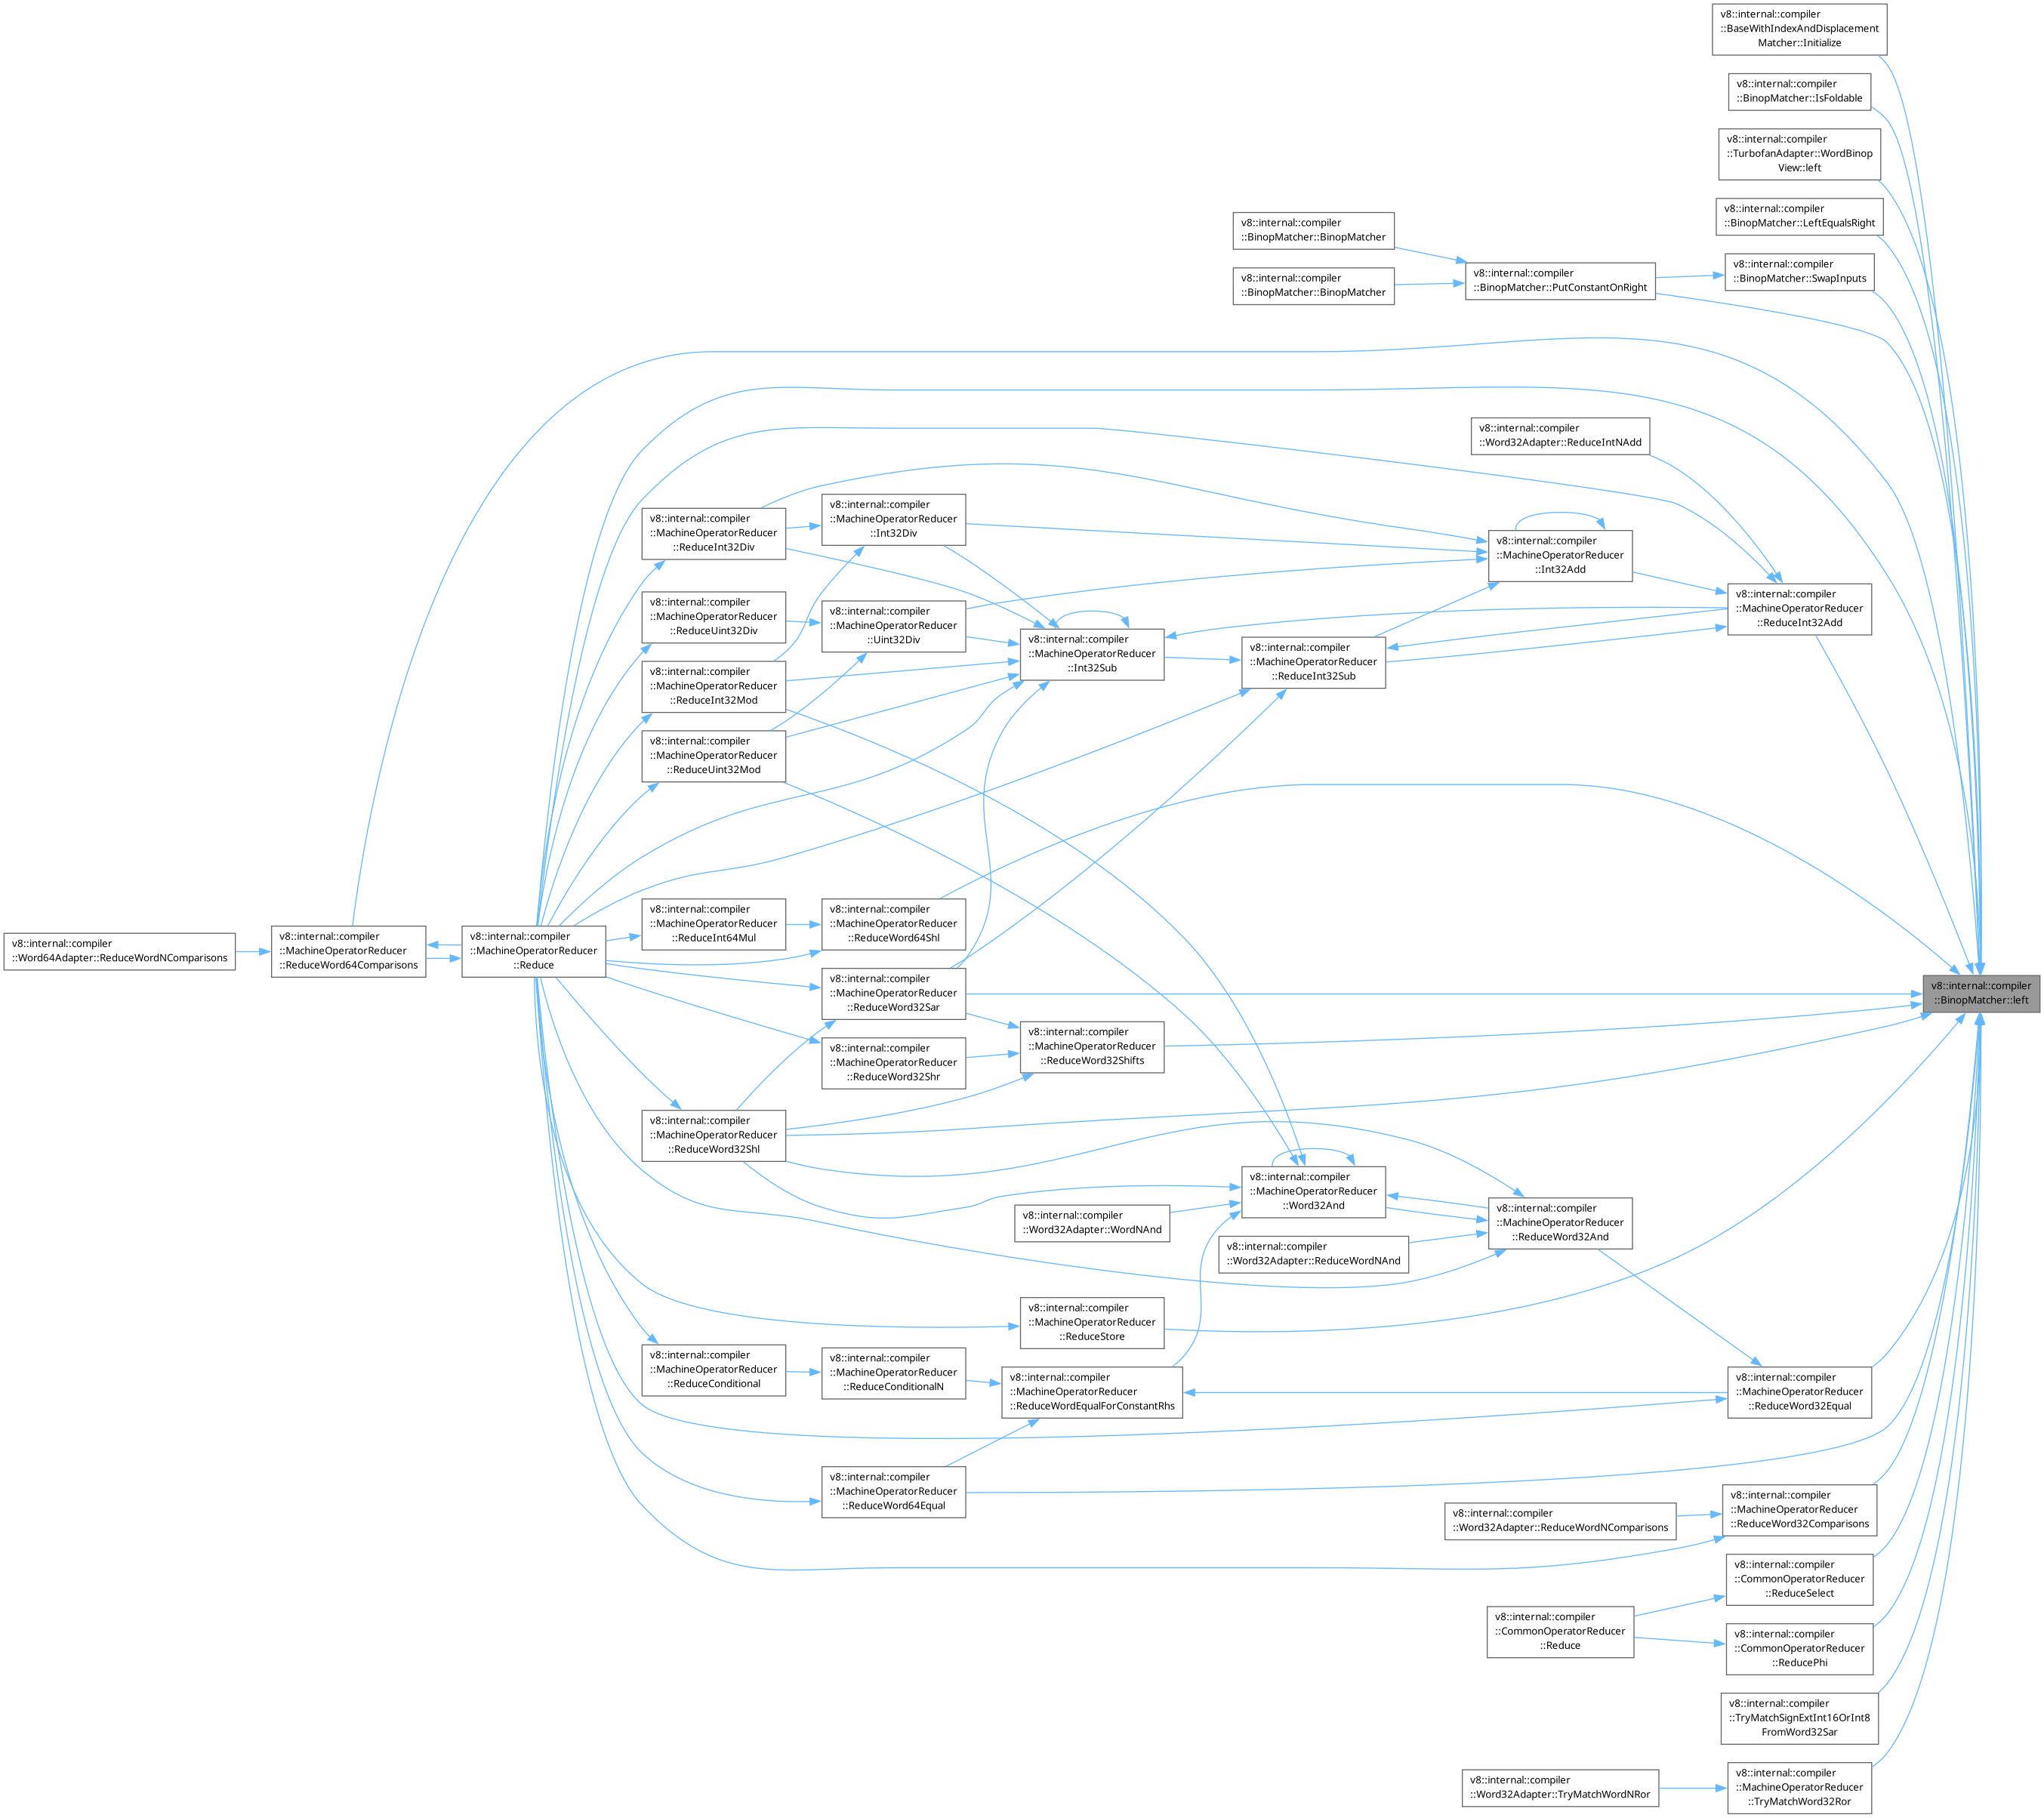 v8::internal::compiler
::BaseWithIndexAndDisplacement
Matcher::Initialize
v8::internal::compiler
::BinopMatcher::IsFoldable
v8::internal::compiler
::TurbofanAdapter::WordBinop
View::left
v8::internal::compiler
::BinopMatcher::LeftEqualsRight
v8::internal::compiler
::BinopMatcher::BinopMatcher
v8::internal::compiler
::BinopMatcher::SwapInputs
v8::internal::compiler
::BinopMatcher::PutConstantOnRight
v8::internal::compiler
::BinopMatcher::BinopMatcher
v8::internal::compiler
::Word32Adapter::ReduceIntNAdd
v8::internal::compiler
::MachineOperatorReducer
::Int32Div
v8::internal::compiler
::MachineOperatorReducer
::ReduceInt32Div
v8::internal::compiler
::MachineOperatorReducer
::Int32Add
v8::internal::compiler
::MachineOperatorReducer
::ReduceInt32Add
v8::internal::compiler
::MachineOperatorReducer
::ReduceUint32Div
v8::internal::compiler
::MachineOperatorReducer
::Uint32Div
v8::internal::compiler
::MachineOperatorReducer
::Int32Sub
v8::internal::compiler
::MachineOperatorReducer
::ReduceInt32Sub
v8::internal::compiler
::MachineOperatorReducer
::ReduceInt32Mod
v8::internal::compiler
::MachineOperatorReducer
::ReduceUint32Mod
v8::internal::compiler
::MachineOperatorReducer
::ReduceInt64Mul
v8::internal::compiler
::MachineOperatorReducer
::ReduceWord64Shl
v8::internal::compiler
::Word64Adapter::ReduceWordNComparisons
v8::internal::compiler
::MachineOperatorReducer
::ReduceWord64Comparisons
v8::internal::compiler
::MachineOperatorReducer
::Reduce
v8::internal::compiler
::MachineOperatorReducer
::ReduceWord32Sar
v8::internal::compiler
::BinopMatcher::left
v8::internal::compiler
::MachineOperatorReducer
::ReduceWord32Shifts
v8::internal::compiler
::MachineOperatorReducer
::ReduceWord32Shr
v8::internal::compiler
::MachineOperatorReducer
::ReduceWord32Shl
v8::internal::compiler
::MachineOperatorReducer
::Word32And
v8::internal::compiler
::Word32Adapter::WordNAnd
v8::internal::compiler
::MachineOperatorReducer
::ReduceWord32And
v8::internal::compiler
::Word32Adapter::ReduceWordNAnd
v8::internal::compiler
::MachineOperatorReducer
::ReduceStore
v8::internal::compiler
::MachineOperatorReducer
::ReduceConditional
v8::internal::compiler
::MachineOperatorReducer
::ReduceConditionalN
v8::internal::compiler
::MachineOperatorReducer
::ReduceWordEqualForConstantRhs
v8::internal::compiler
::MachineOperatorReducer
::ReduceWord32Equal
v8::internal::compiler
::MachineOperatorReducer
::ReduceWord64Equal
v8::internal::compiler
::Word32Adapter::ReduceWordNComparisons
v8::internal::compiler
::MachineOperatorReducer
::ReduceWord32Comparisons
v8::internal::compiler
::CommonOperatorReducer
::ReduceSelect
v8::internal::compiler
::CommonOperatorReducer
::Reduce
v8::internal::compiler
::CommonOperatorReducer
::ReducePhi
v8::internal::compiler
::TryMatchSignExtInt16OrInt8
FromWord32Sar
v8::internal::compiler
::Word32Adapter::TryMatchWordNRor
v8::internal::compiler
::MachineOperatorReducer
::TryMatchWord32Ror